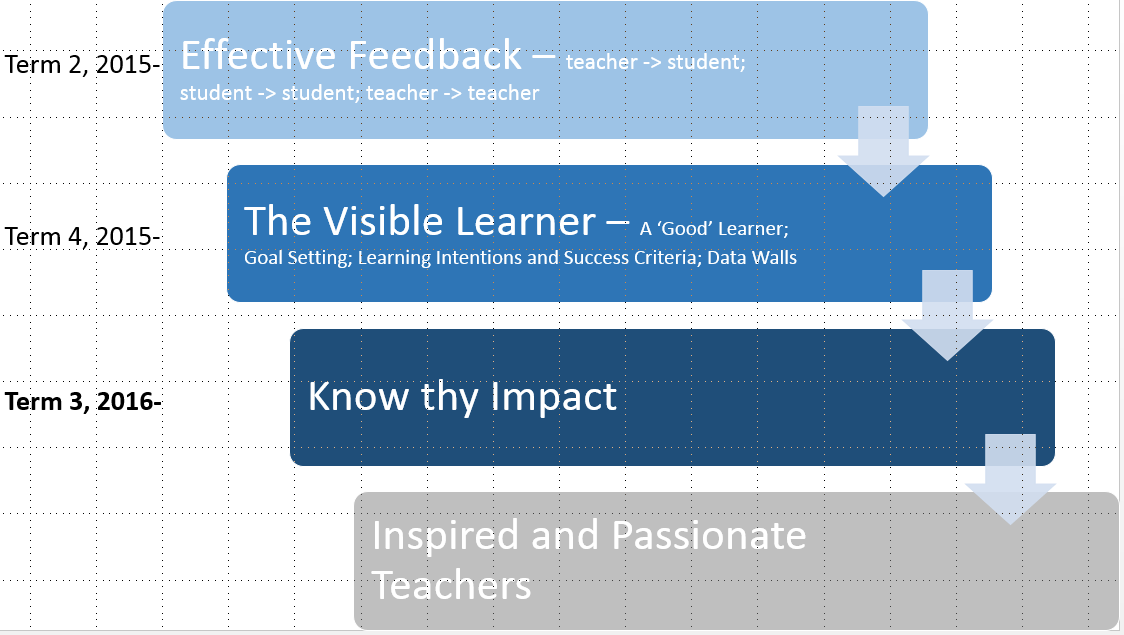 Term 2, 2015-
Effective Feedback – teacher -> student;
student -> student; teacher -> teacher
Term 4, 2015-
The Visible Learner – A ‘Good’ Learner;
Goal Setting; Learning Intentions and Success Criteria; Data Walls
Term 3, 2016-
Know thy Impact
Inspired and Passionate
Teachers